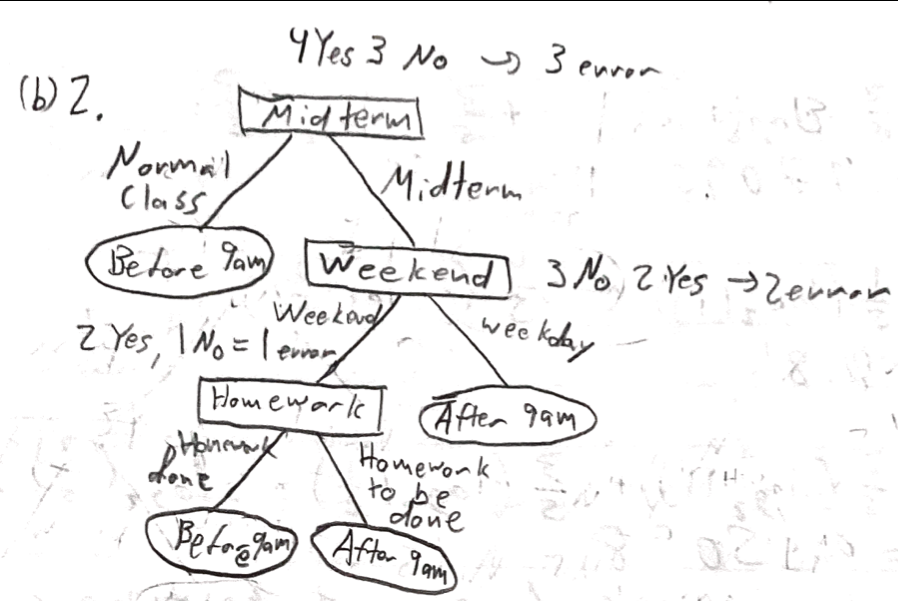 4 Yes 3 No → 3 error
(b) 2.
Midterm
Normal
Class
Midterm
Before 9am
Weekend
3 No, 2 Yes → 2 error
Weekend
weekday
2 Yes, 1 No = 1 error
Homework
After 9am
Homework
done
Homework
to be
done
Before 9am
After 9am